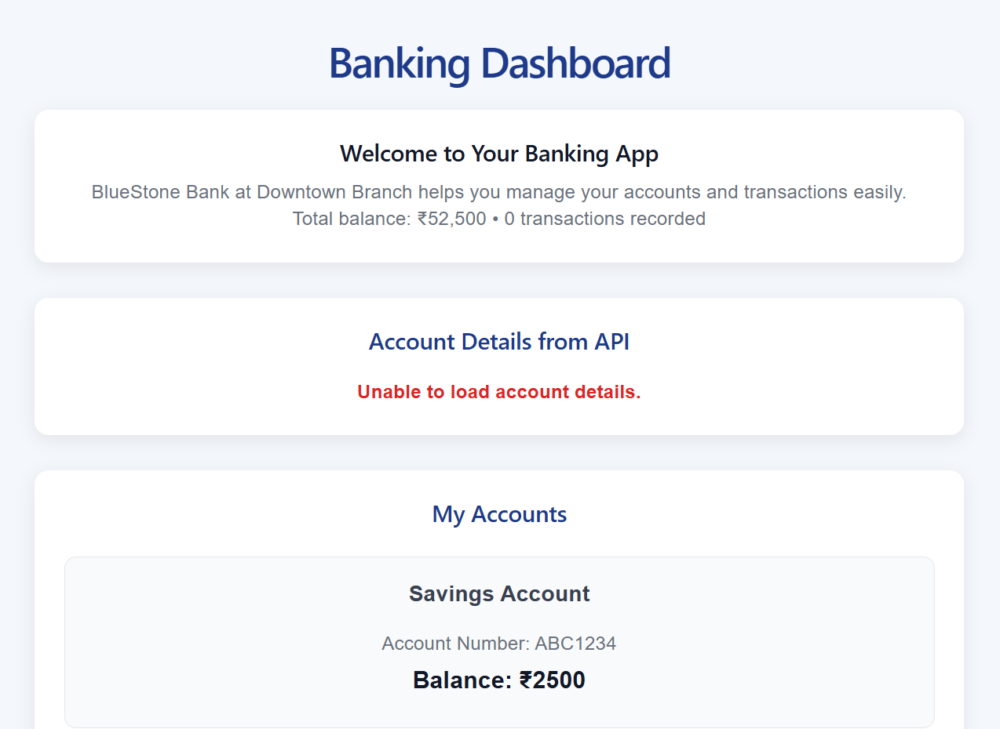 Banking Dashboard
Welcome to Your Banking App
BlueStone Bank at Downtown Branch helps you manage your accounts and transactions easily.
Total balance: ₹52,500 • 0 transactions recorded
Account Details from API
Unable to load account details.
My Accounts
Savings Account
Account Number: ABC1234
Balance: ₹2500